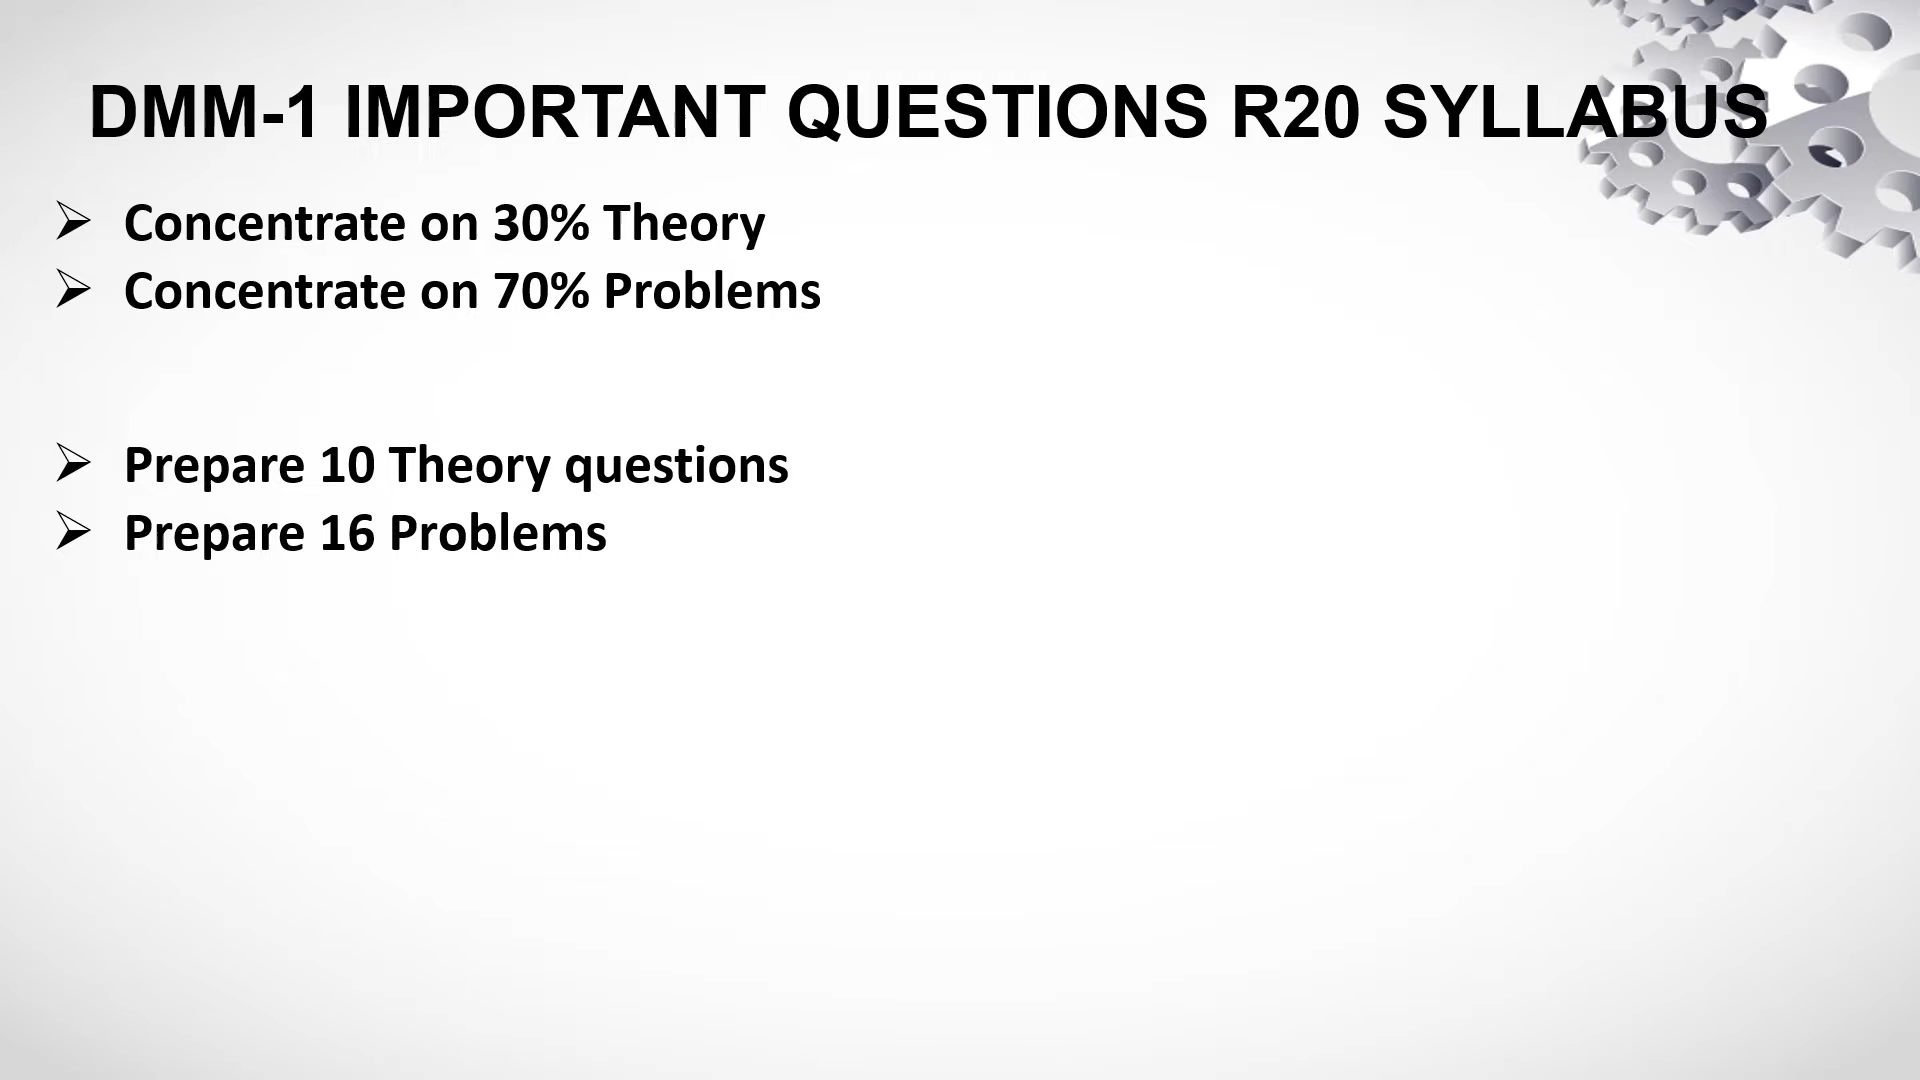 DMM-1 IMPORTANT QUESTIONS R20 SYLLABUS
➢ Concentrate on 30% Theory
➢ Concentrate on 70% Problems
➢ Prepare 10 Theory questions
➢ Prepare 16 Problems